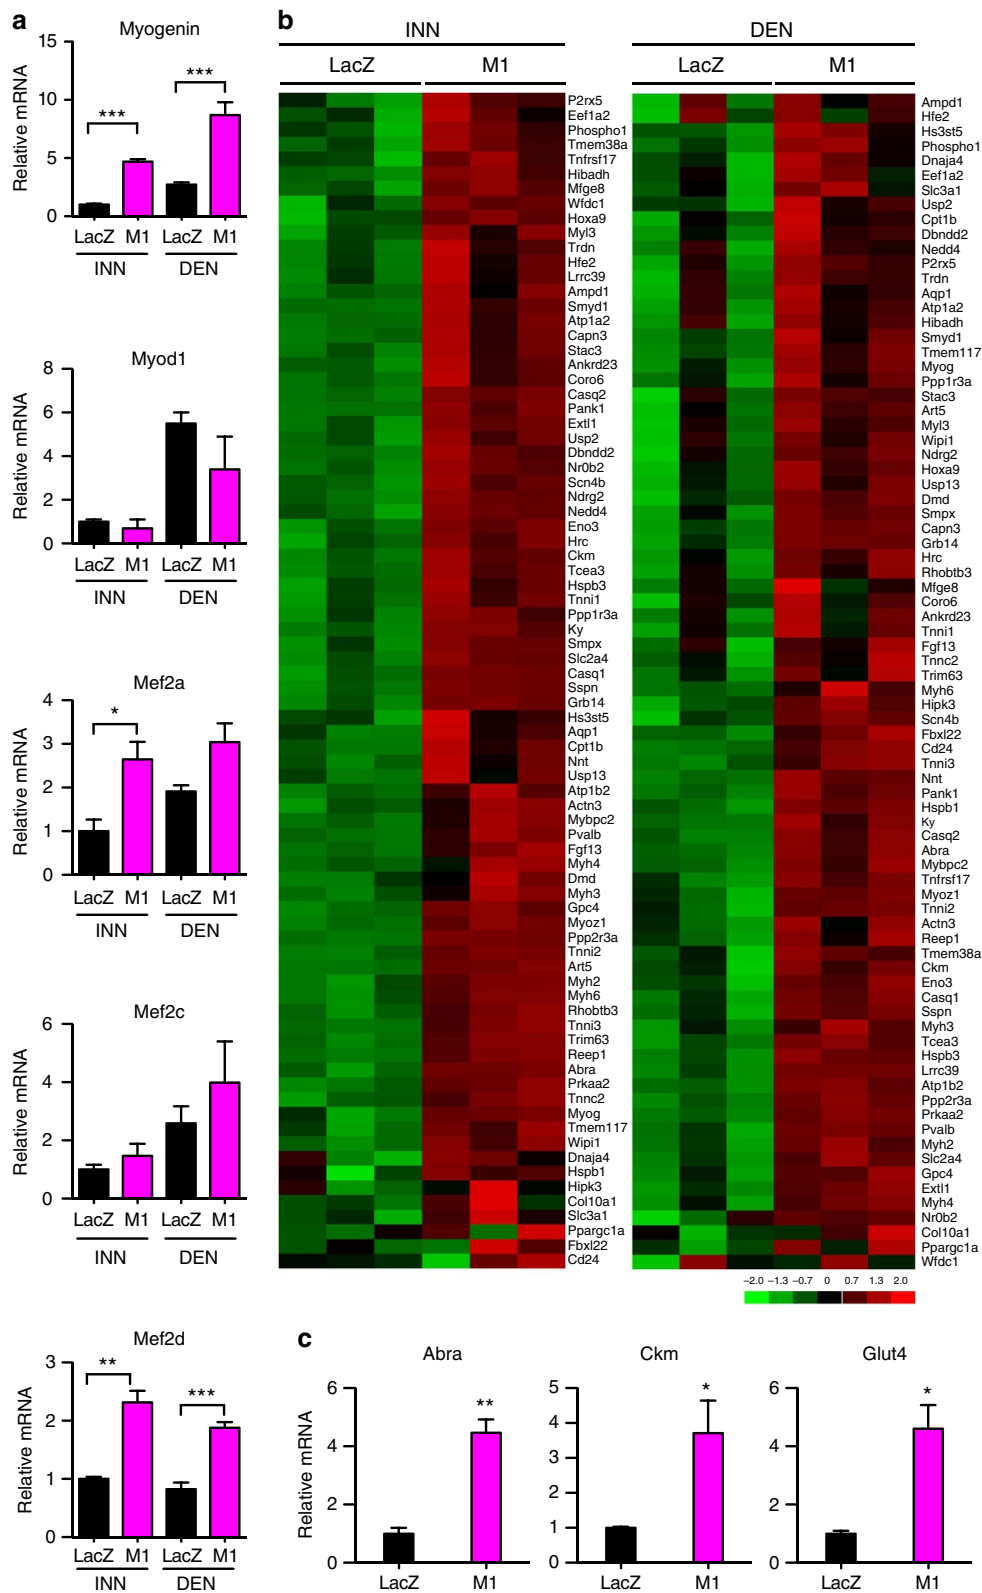 a
Myogenin
Relative mRNA
15
10
5
0
***
***
LacZ M1 LacZ M1
INN DEN
Myod1
Relative mRNA
8
6
4
2
0
LacZ M1 LacZ M1
INN DEN
Mef2a
Relative mRNA
4
3
2
1
0
*
LacZ M1 LacZ M1
INN DEN
Mef2c
Relative mRNA
6
4
2
0
LacZ M1 LacZ M1
INN DEN
Mef2d
Relative mRNA
3
2
1
0
**
***
LacZ M1 LacZ M1
INN DEN
b
INN
LacZ M1
P2rx5
Eef1a2
Phospho1
Tmem38a
Tnfrsf17
Hibadh
Mfge8
Wfdc1
Hoxa9
Myl3
Trdn
Hfe2
Lrrc39
Ampd1
Smyd1
Atp1a2
Capn3
Stac3
Ankrd23
Coro6
Casq2
Pank1
Extl1
Usp2
Dbndd2
Nr0b2
Scn4b
Ndrg2
Nedd4
Eno3
Hrc
Ckm
Tcea3
Hspb3
Tnni1
Ppp1r3a
Ky
Smpx
Slc2a4
Casq1
Sspn
Grb14
Hs3st5
Aqp1
Cpt1b
Nnt
Usp13
Atp1b2
Actn3
Mybpc2
Pvalb
Fgf13
Myh4
Dmd
Myh3
Gpc4
Myoz1
Ppp2r3a
Tnni2
Art5
Myh2
Myh6
Rhobtb3
Tnni3
Trim63
Reep1
Abra
Prkaa2
Tnnc2
Myog
Tmem117
Wipi1
Dnaja4
Hspb1
Hipk3
Col10a1
Slc3a1
Ppargc1a
Fbxl22
Cd24
DEN
LacZ M1
Ampd1
Hfe2
Hs3st5
Phospho1
Dnaja4
Eef1a2
Slc3a1
Usp2
Cpt1b
Dbndd2
Nedd4
P2rx5
Trdn
Aqp1
Atp1a2
Hibadh
Smyd1
Tmem117
Myog
Ppp1r3a
Stac3
Art5
Myl3
Wipi1
Ndrg2
Hoxa9
Usp13
Dmd
Smpx
Capn3
Grb14
Hrc
Rhobtb3
Mfge8
Coro6
Ankrd23
Tnni1
Fgf13
Tnnc2
Trim63
Myh6
Hipk3
Scn4b
Fbxl22
Cd24
Tnni3
Nnt
Pank1
Hspb1
Ky
Casq2
Abra
Mybpc2
Tnfrsf17
Myoz1
Tnni2
Actn3
Reep1
Tmem38a
Ckm
Eno3
Casq1
Sspn
Myh3
Tcea3
Hspb3
Lrrc39
Atp1b2
Ppp2r3a
Prkaa2
Pvalb
Myh2
Slc2a4
Gpc4
Extl1
Myh4
Nr0b2
Col10a1
Ppargc1a
Wfdc1
−2.0 −1.3 −0.7 0 0.7 1.3 2.0
c
Abra
Relative mRNA
6
4
2
0
**
LacZ M1
Ckm
5
4
3
2
1
0
*
LacZ M1
Glut4
6
4
2
0
*
LacZ M1